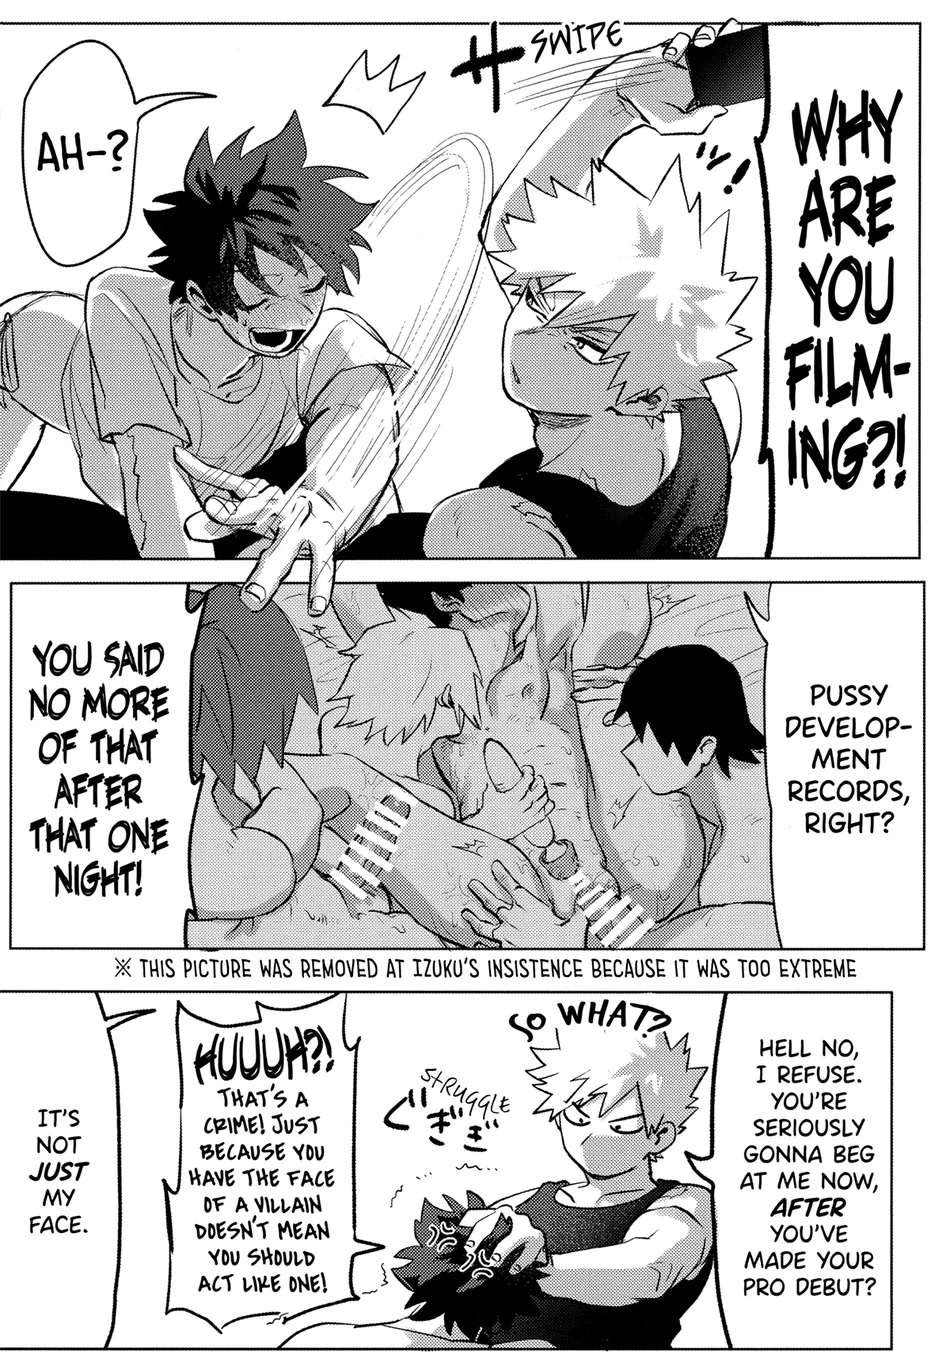 WHY
ARE
YOU
FILM-
ING?!
サ SWIPE
AH-?
PUSSY
DEVELOP-
MENT
RECORDS,
RIGHT?
YOU SAID
NO MORE
OF THAT
AFTER
THAT ONE
NIGHT!
※ THIS PICTURE WAS REMOVED AT IZUKU'S INSISTENCE BECAUSE IT WAS TOO EXTREME
HELL NO,
I REFUSE.
YOU'RE
SERIOUSLY
GONNA BEG
AT ME NOW,
AFTER
YOU'VE
MADE YOUR
PRO DEBUT?
SO WHAT?
STRUGGLE
ぐぎぎ
HUUUH?!
THAT'S A
CRIME! JUST
BECAUSE YOU
HAVE THE FACE
OF A VILLAIN
DOESN'T MEAN
YOU SHOULD
ACT LIKE ONE!
IT'S
NOT
JUST
MY
FACE.